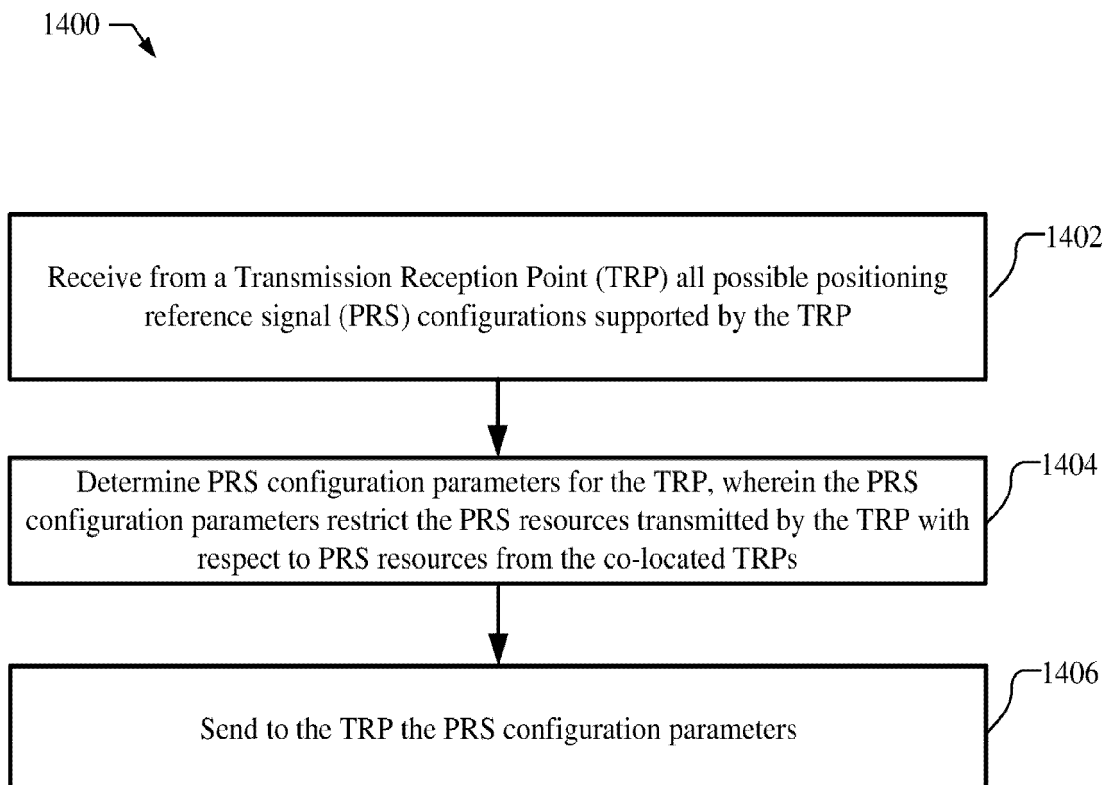 1400
Receive from a Transmission Reception Point (TRP) all possible positioning
reference signal (PRS) configurations supported by the TRP
1402
Determine PRS configuration parameters for the TRP, wherein the PRS
configuration parameters restrict the PRS resources transmitted by the TRP with
respect to PRS resources from the co-located TRPs
1404
Send to the TRP the PRS configuration parameters
1406